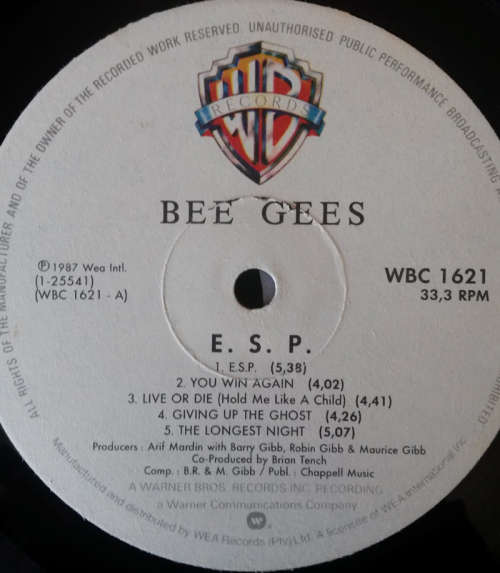 ALL RIGHTS OF THE MANUFACTURER AND OF THE OWNER OF THE RECORDED WORK RESERVED. UNAUTHORISED PUBLIC PERFORMANCE BROADCASTING
WB
RECORDS
BEE GEES
℗ 1987 Wea Intl.
(1-25541)
(WBC 1621 - A)
WBC 1621
33,3 RPM
E. S. P.
1. E.S.P. (5,38)
2. YOU WIN AGAIN (4,02)
3. LIVE OR DIE (Hold Me Like A Child) (4,41)
4. GIVING UP THE GHOST (4,26)
5. THE LONGEST NIGHT (5,07)
Producers : Arif Mardin with Barry Gibb, Robin Gibb & Maurice Gibb
Co-Produced by Brian Tench
Comp. : B.R. & M. Gibb / Publ. : Chappell Music
A WARNER BROS. RECORDS INC. RECORDING
a Warner Communications Company
Manufactured and distributed by WEA Records (Pty) Ltd. A licensee of WEA International Inc.